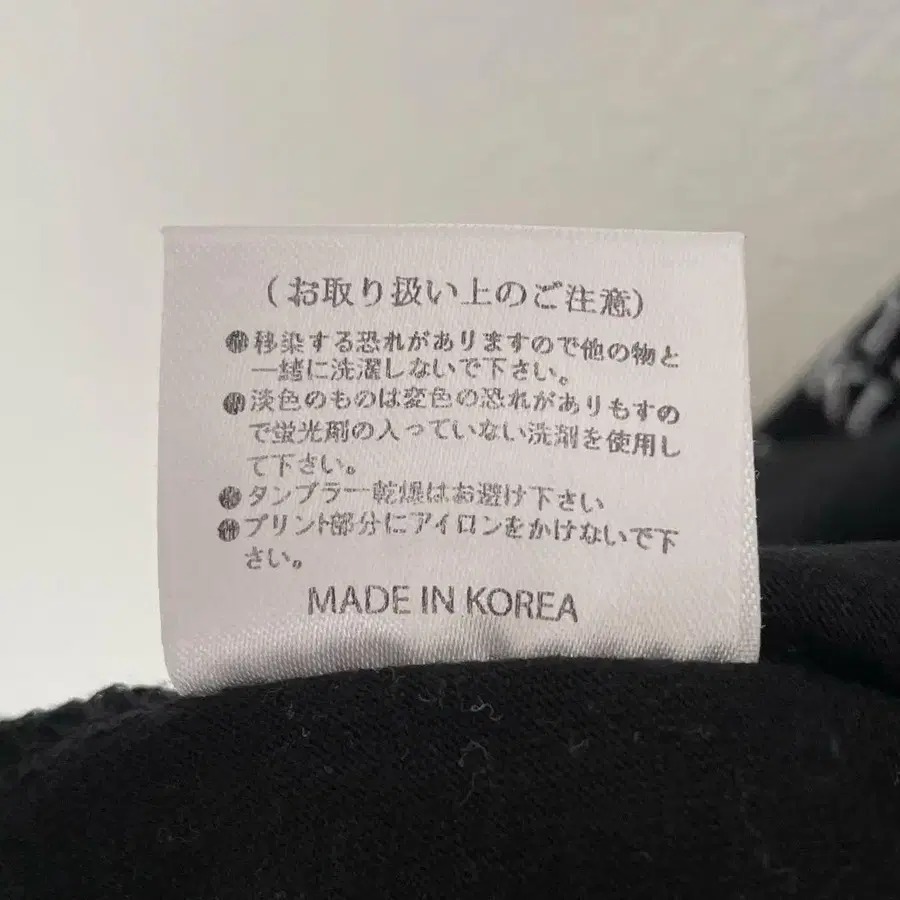 (お取り扱い上のご注意)
移染する恐れがありますので他の物と
一緒に洗濯しないで下さい。
淡色のものは変色の恐れがありもすの
で蛍光剤の入っていない洗剤を使用し
て下さい。
タンブラー乾燥はお避け下さい
プリント部分にアイロンをかけないで下
さい。
MADE IN KOREA